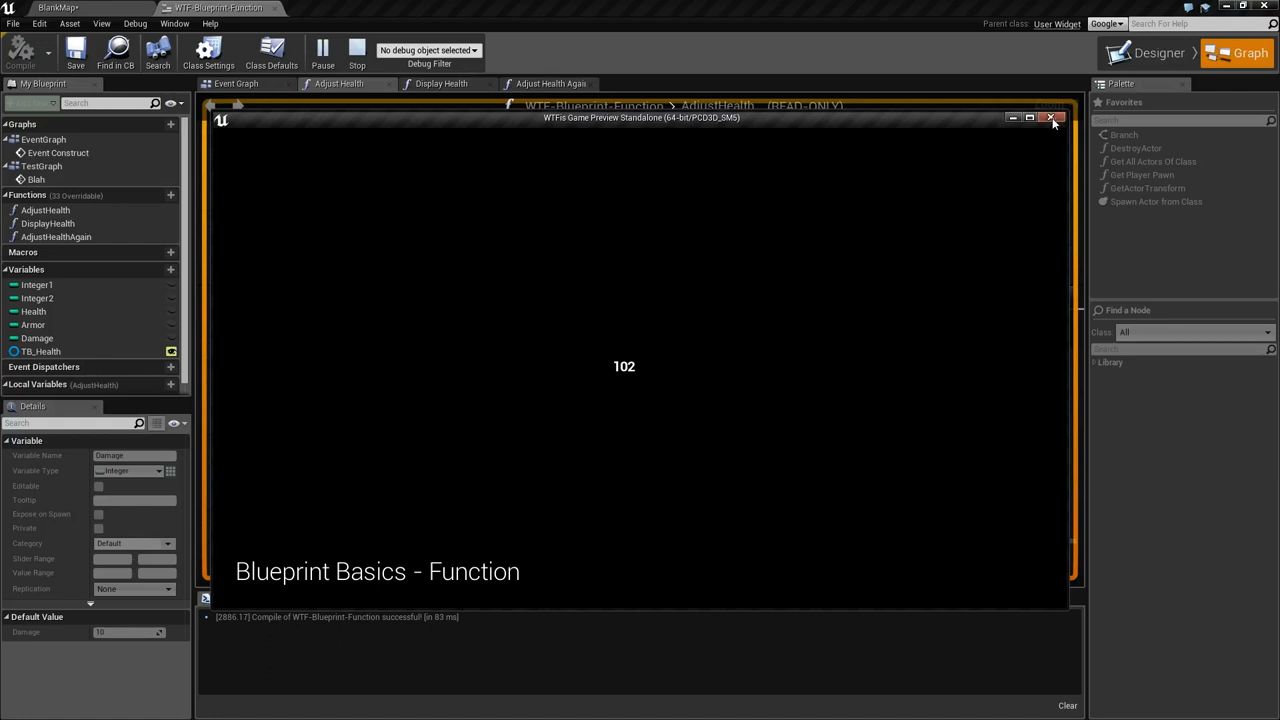 BlankMap*
WTF-Blueprint-Function
File Edit Asset View Debug Window Help
Parent class: User Widget
Google
Search For Help
Compile
Save
Find in CB
Search
Class Settings
Class Defaults
Pause
Stop
No debug object selected
Debug Filter
Designer
Graph
My Blueprint
Search
Graphs
EventGraph
Event Construct
TestGraph
Blah
Functions (33 Overridable)
AdjustHealth
DisplayHealth
AdjustHealthAgain
Macros
Variables
Integer1
Integer2
Health
Armor
Damage
TB_Health
Event Dispatchers
Local Variables (AdjustHealth)
Details
Search
Variable
Variable Name Damage
Variable Type Integer
Editable
Tooltip
Expose on Spawn
Private
Category Default
Slider Range
Value Range
Replication None
Default Value
Damage 10
Event Graph
Adjust Health
Display Health
Adjust Health Again
WTF-Blueprint-Function > AdjustHealth (READ-ONLY)
WTFis Game Preview Standalone (64-bit/PCD3D_SM5)
102
Blueprint Basics - Function
[2886.17] Compile of WTF-Blueprint-Function successful! [in 83 ms]
Clear
Palette
Favorites
Search
Branch
DestroyActor
Get All Actors Of Class
Get Player Pawn
GetActorTransform
Spawn Actor from Class
Find a Node
Class: All
Search
Library